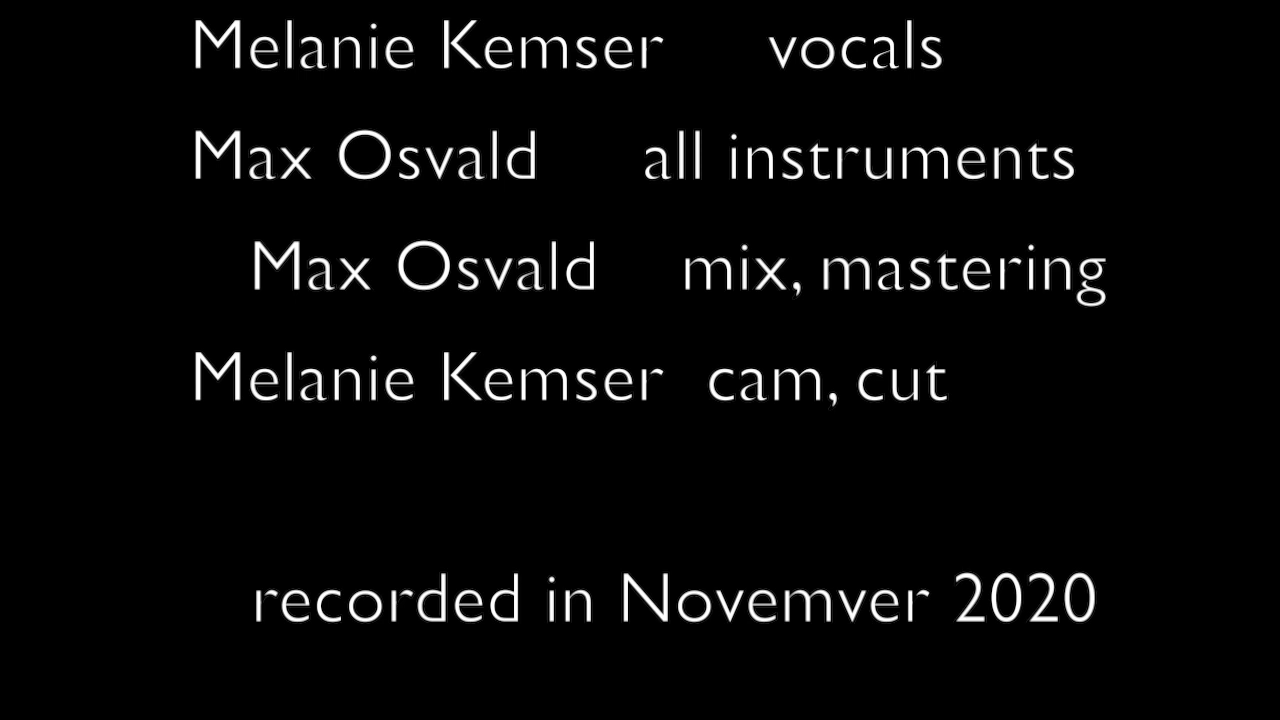 Melanie Kemser vocals
Max Osvald all instruments
Max Osvald mix, mastering
Melanie Kemser cam, cut
recorded in Novemver 2020